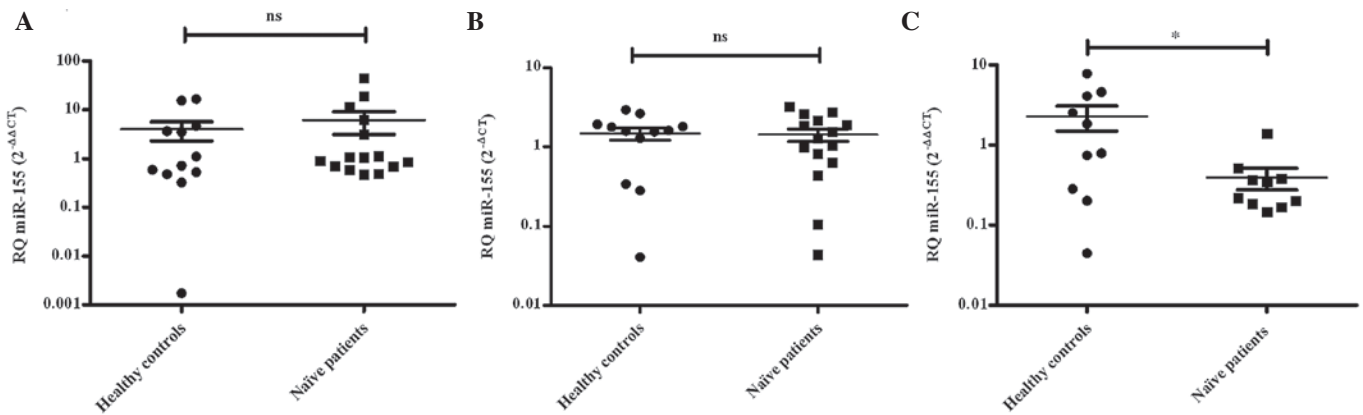 A
ns
RQ miR-155 (2-ΔΔCT)
100
10
1
0.1
0.01
0.001
Healthy controls
Naïve patients
B
ns
RQ miR-155 (2-ΔCT)
10
1
0.1
0.01
Healthy controls
Naïve patients
C
*
RQ miR-155 (2-ΔΔCT)
10
1
0.1
0.01
Healthy controls
Naïve patients